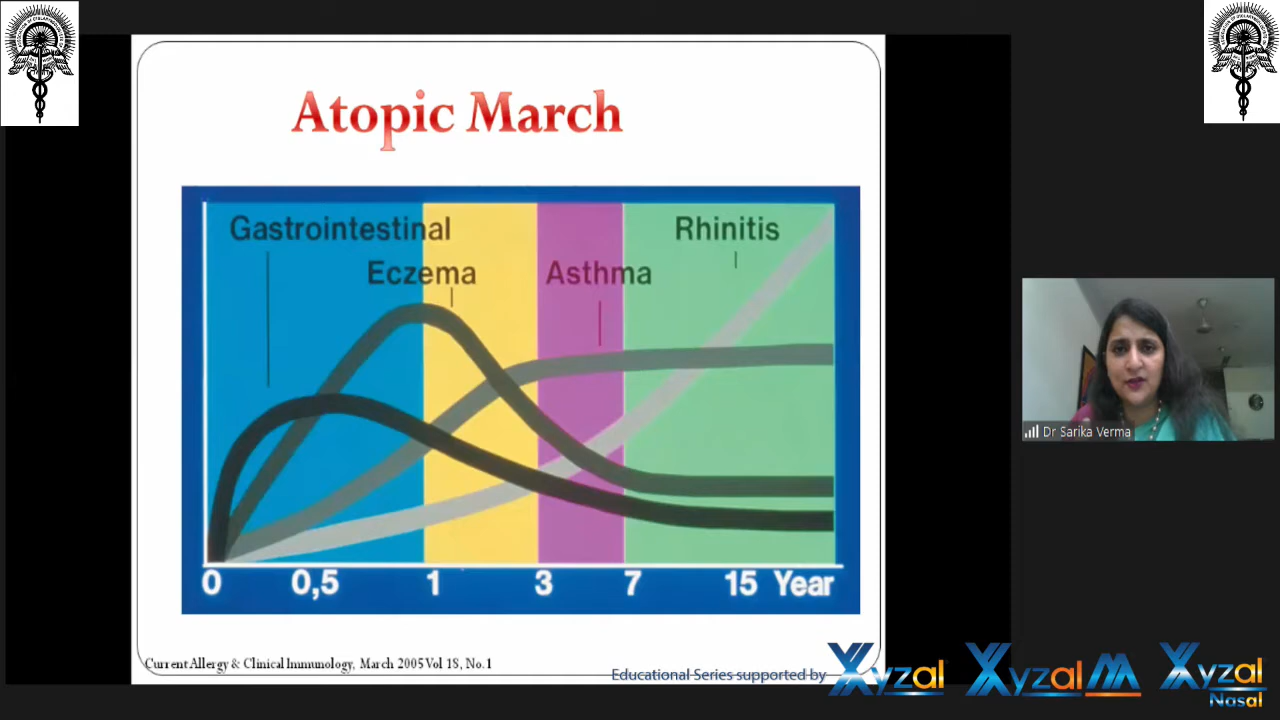 Atopic March
Gastrointestinal
Rhinitis
Eczema
Asthma
0 0,5 1 3 7 15 Year
Dr Sarika Verma
Current Allergy & Clinical Immunology, March 2005 Vol 18, No.1
Educational Series supported by
Xyzal
Xyzal M
Xyzal
Nasal